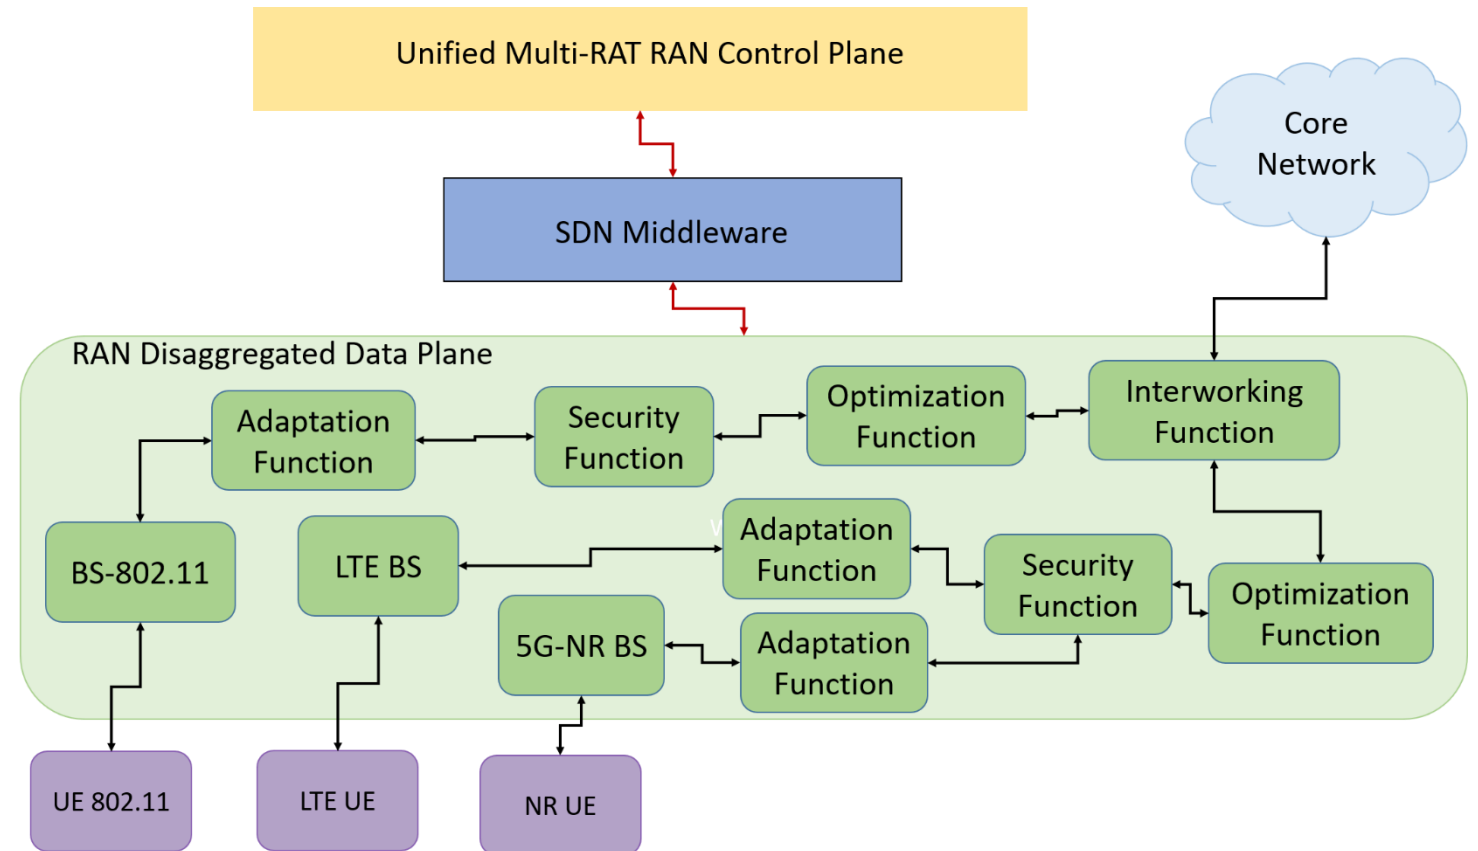 Unified Multi-RAT RAN Control Plane
Core
Network
SDN Middleware
RAN Disaggregated Data Plane
Adaptation
Function
Security
Function
Optimization
Function
Interworking
Function
BS-802.11
LTE BS
Adaptation
Function
Security
Function
Optimization
Function
5G-NR BS
Adaptation
Function
UE 802.11
LTE UE
NR UE